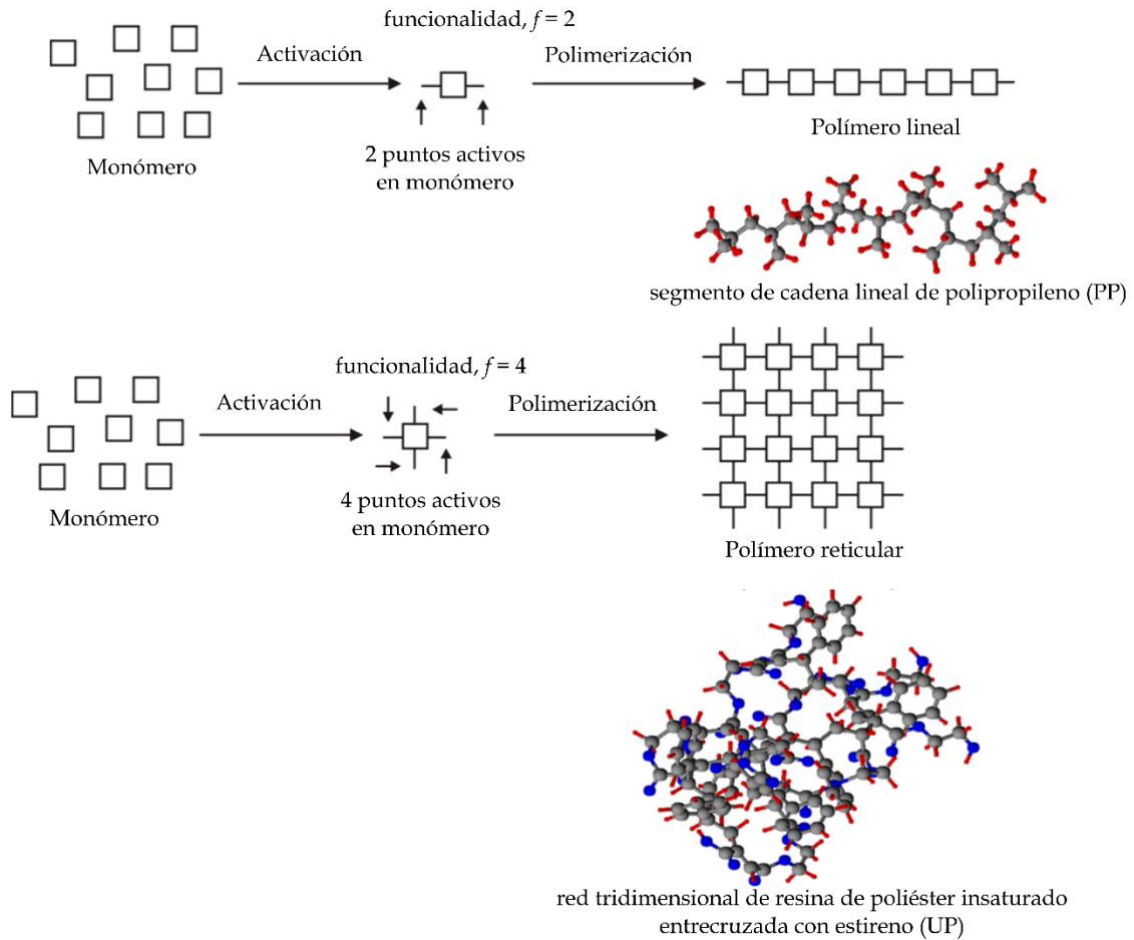 funcionalidad, f = 2
Activación
Polimerización
Monómero
2 puntos activos
en monómero
Polímero lineal
segmento de cadena lineal de polipropileno (PP)
funcionalidad, f = 4
Activación
Polimerización
Monómero
4 puntos activos
en monómero
Polímero reticular
red tridimensional de resina de poliéster insaturado
entrecruzada con estireno (UP)